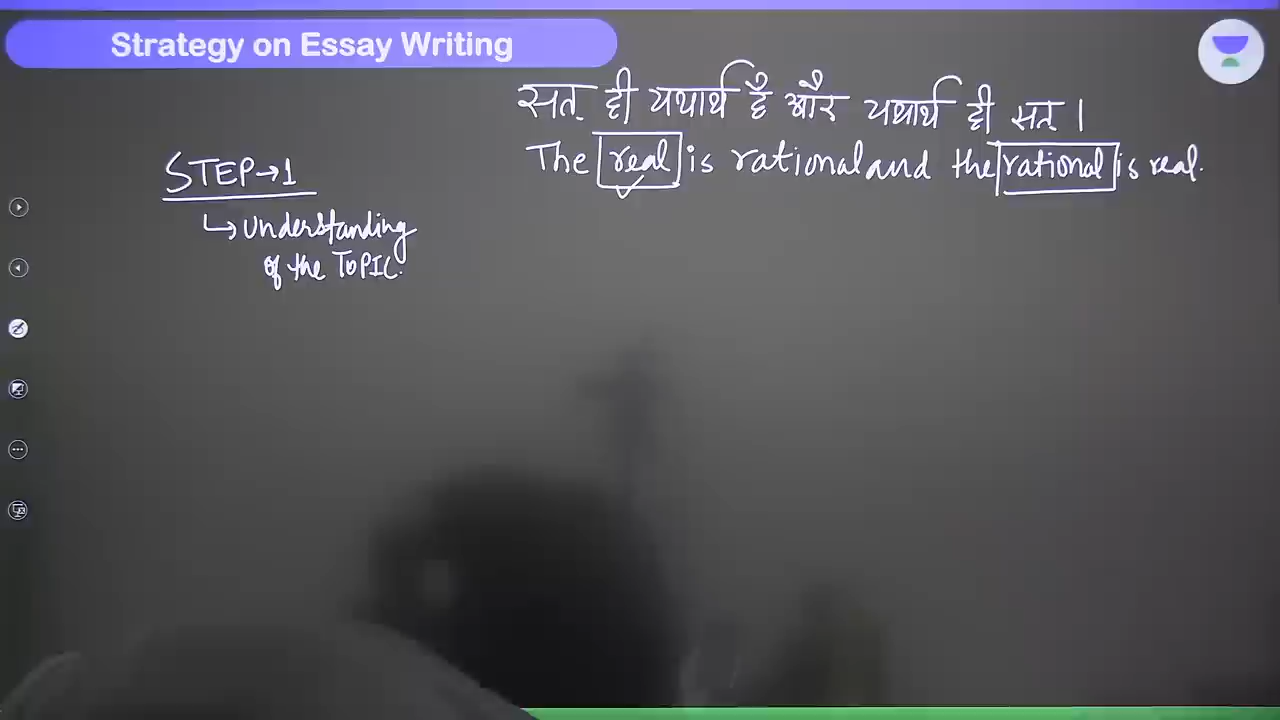 Strategy on Essay Writing
सत् ही यथार्थ है और यथार्थ ही सत् ।
The real is rational and the rational is real.
STEP→1
↳ Understanding
of the TOPIC.